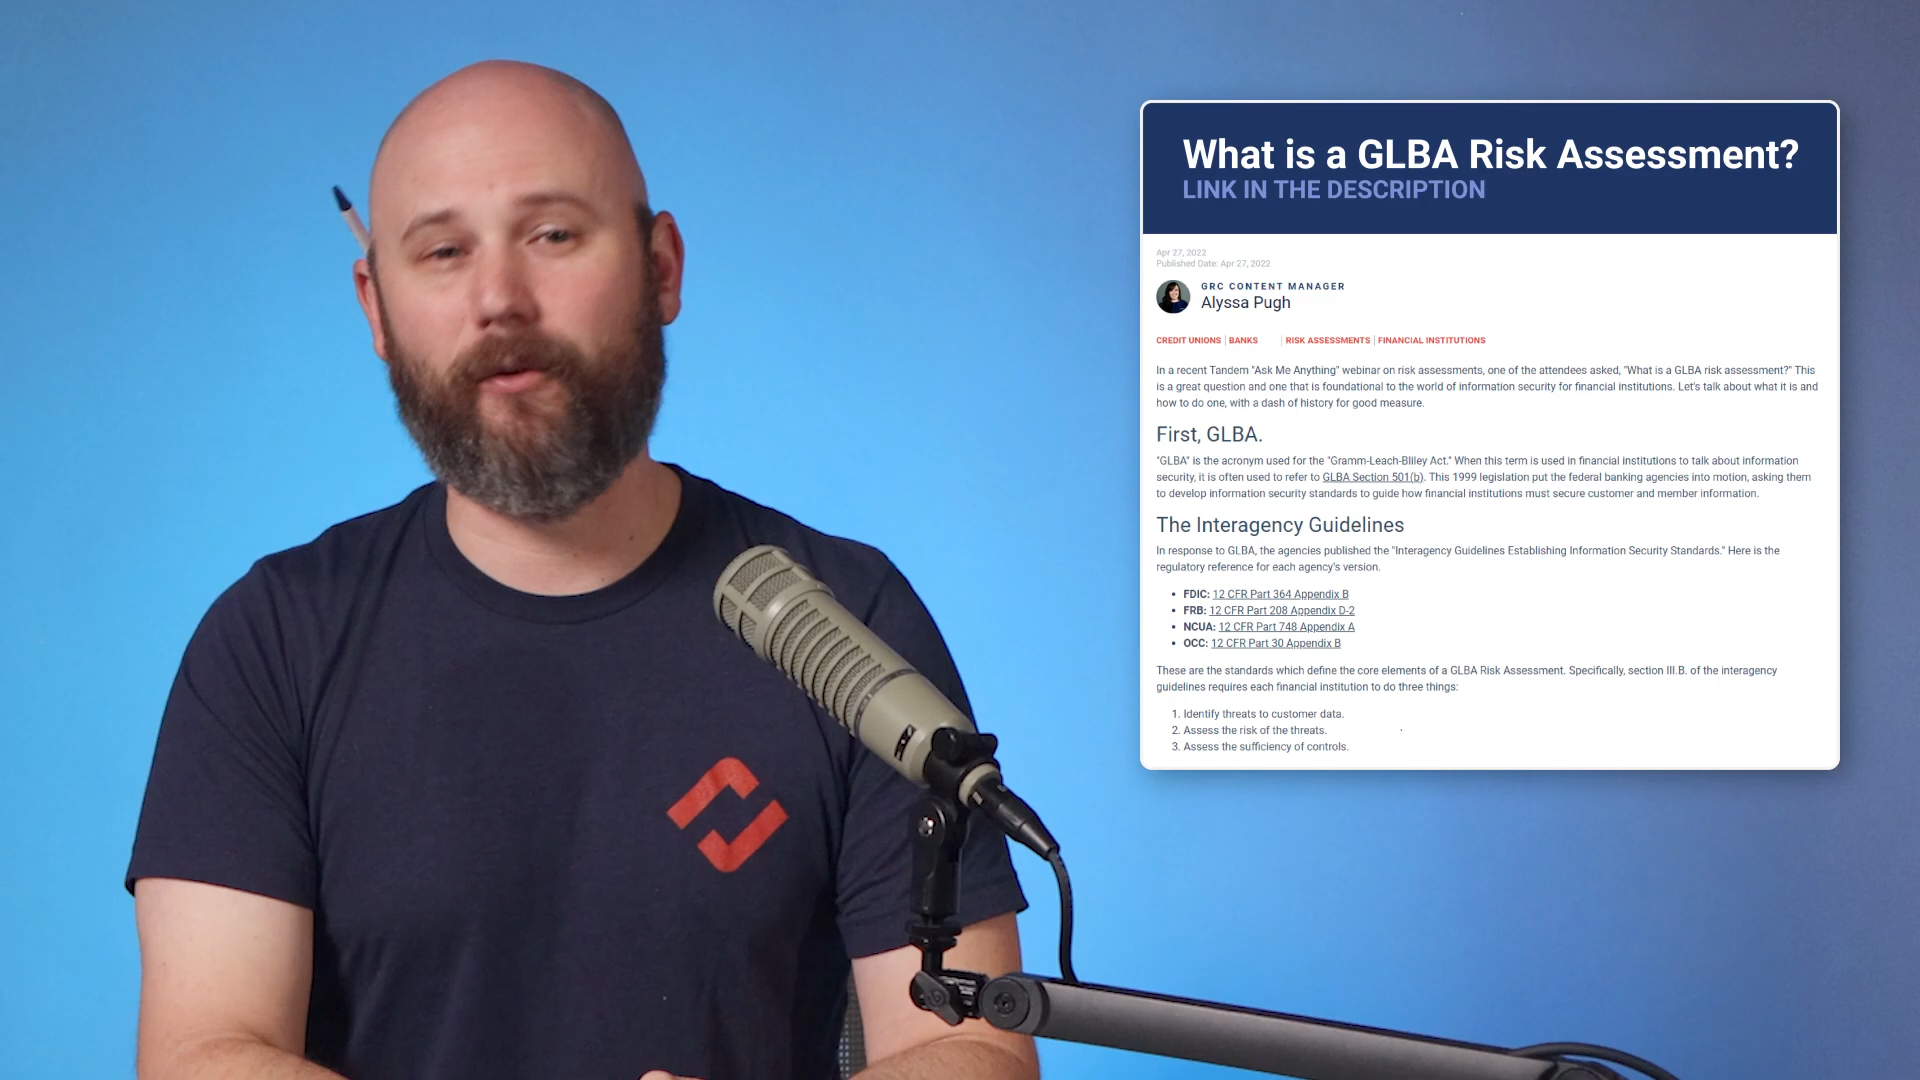 What is a GLBA Risk Assessment?
LINK IN THE DESCRIPTION
Apr 27, 2022
Published Date: Apr 27, 2022
GRC CONTENT MANAGER
Alyssa Pugh
CREDIT UNIONS | BANKS | RISK ASSESSMENTS | FINANCIAL INSTITUTIONS
In a recent Tandem "Ask Me Anything" webinar on risk assessments, one of the attendees asked, "What is a GLBA risk assessment?" This
is a great question and one that is foundational to the world of information security for financial institutions. Let's talk about what it is and
how to do one, with a dash of history for good measure.
First, GLBA.
"GLBA" is the acronym used for the "Gramm-Leach-Bliley Act." When this term is used in financial institutions to talk about information
security, it is often used to refer to GLBA Section 501(b). This 1999 legislation put the federal banking agencies into motion, asking them
to develop information security standards to guide how financial institutions must secure customer and member information.
The Interagency Guidelines
In response to GLBA, the agencies published the "Interagency Guidelines Establishing Information Security Standards." Here is the
regulatory reference for each agency's version.
• FDIC: 12 CFR Part 364 Appendix B
• FRB: 12 CFR Part 208 Appendix D-2
• NCUA: 12 CFR Part 748 Appendix A
• OCC: 12 CFR Part 30 Appendix B
These are the standards which define the core elements of a GLBA Risk Assessment. Specifically, section III.B. of the interagency
guidelines requires each financial institution to do three things:
1. Identify threats to customer data.
2. Assess the risk of the threats.
3. Assess the sufficiency of controls.